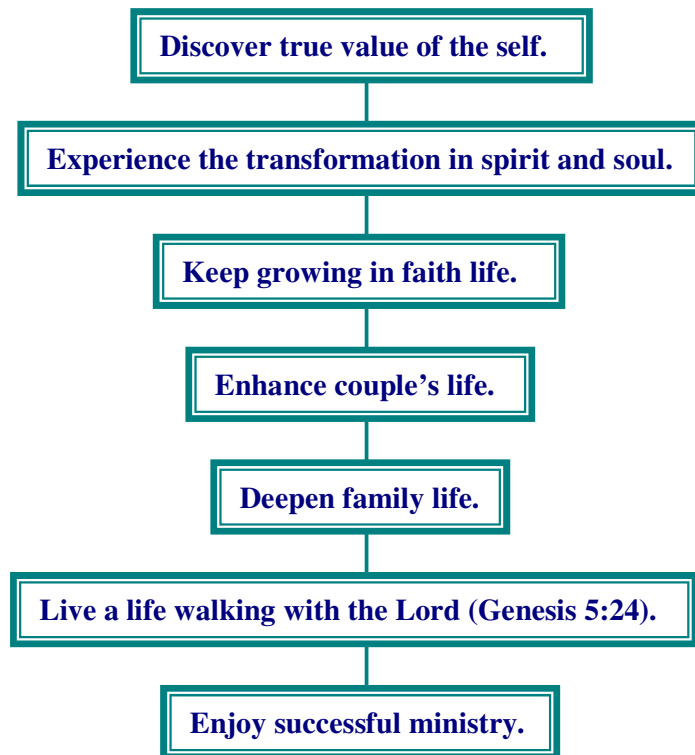 Discover true value of the self.
Experience the transformation in spirit and soul.
Keep growing in faith life.
Enhance couple’s life.
Deepen family life.
Live a life walking with the Lord (Genesis 5:24).
Enjoy successful ministry.